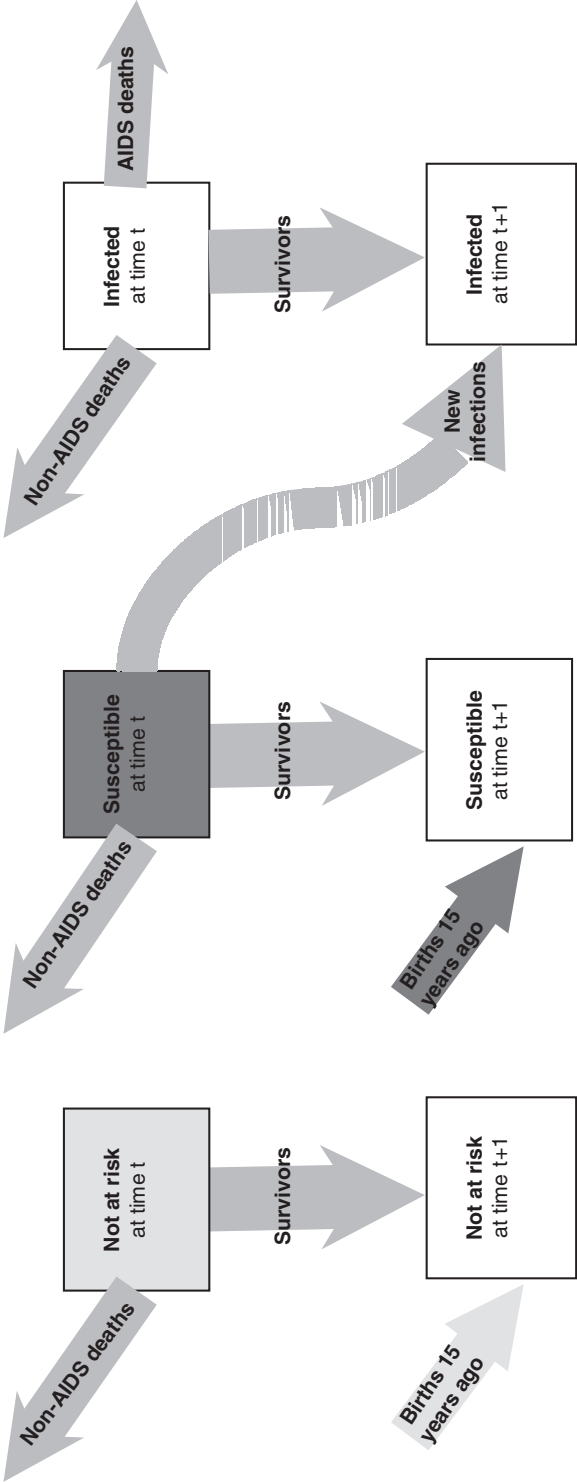 Non-AIDS deaths
Not at risk
at time t
Survivors
Births 15
years ago
Not at risk
at time t+1
Non-AIDS deaths
Susceptible
at time t
Survivors
Births 15
years ago
Susceptible
at time t+1
Non-AIDS deaths
Infected
at time t
AIDS deaths
Survivors
New
infections
Infected
at time t+1